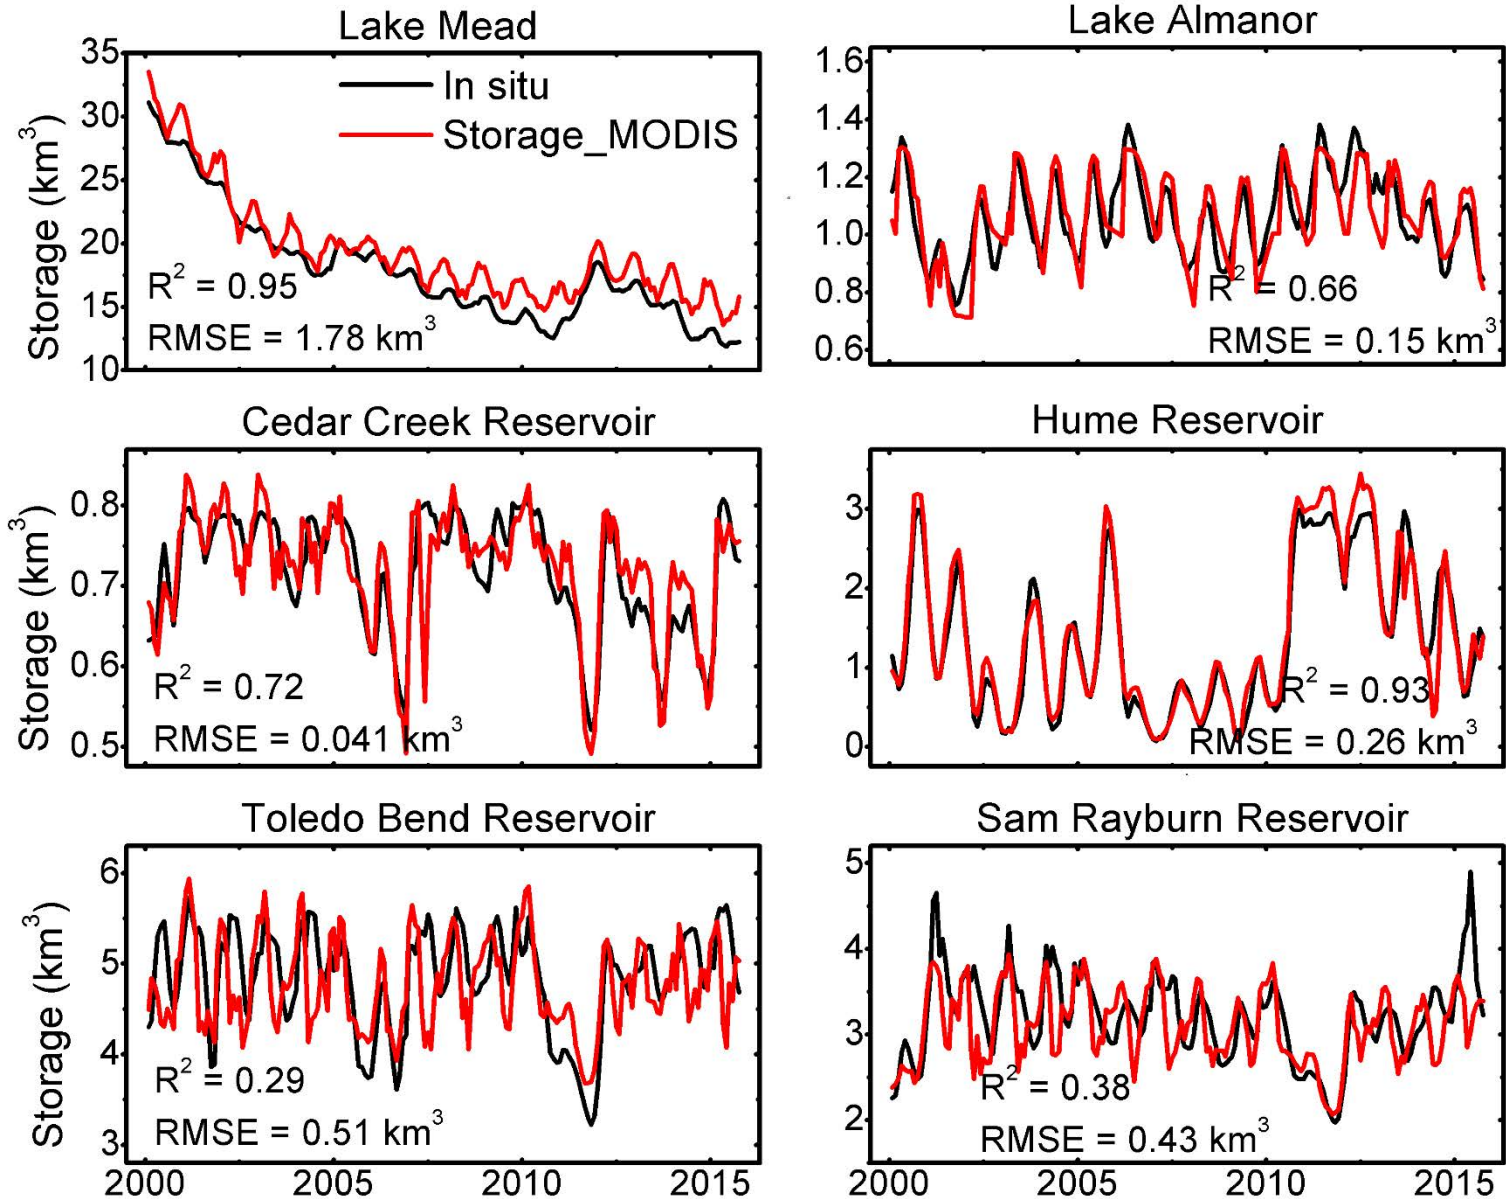 Lake Mead
Lake Almanor
35
30
25
20
15
10
Storage (km³)
In situ
Storage_MODIS
R² = 0.95
RMSE = 1.78 km³
1.6
1.4
1.2
1.0
0.8
0.6
R² = 0.66
RMSE = 0.15 km³
Cedar Creek Reservoir
Hume Reservoir
0.8
0.7
0.6
0.5
Storage (km³)
R² = 0.72
RMSE = 0.041 km³
3
2
1
0
R² = 0.93
RMSE = 0.26 km³
Toledo Bend Reservoir
Sam Rayburn Reservoir
6
5
4
3
Storage (km³)
R² = 0.29
RMSE = 0.51 km³
5
4
3
2
R² = 0.38
RMSE = 0.43 km³
2000 2005 2010 2015
2000 2005 2010 2015